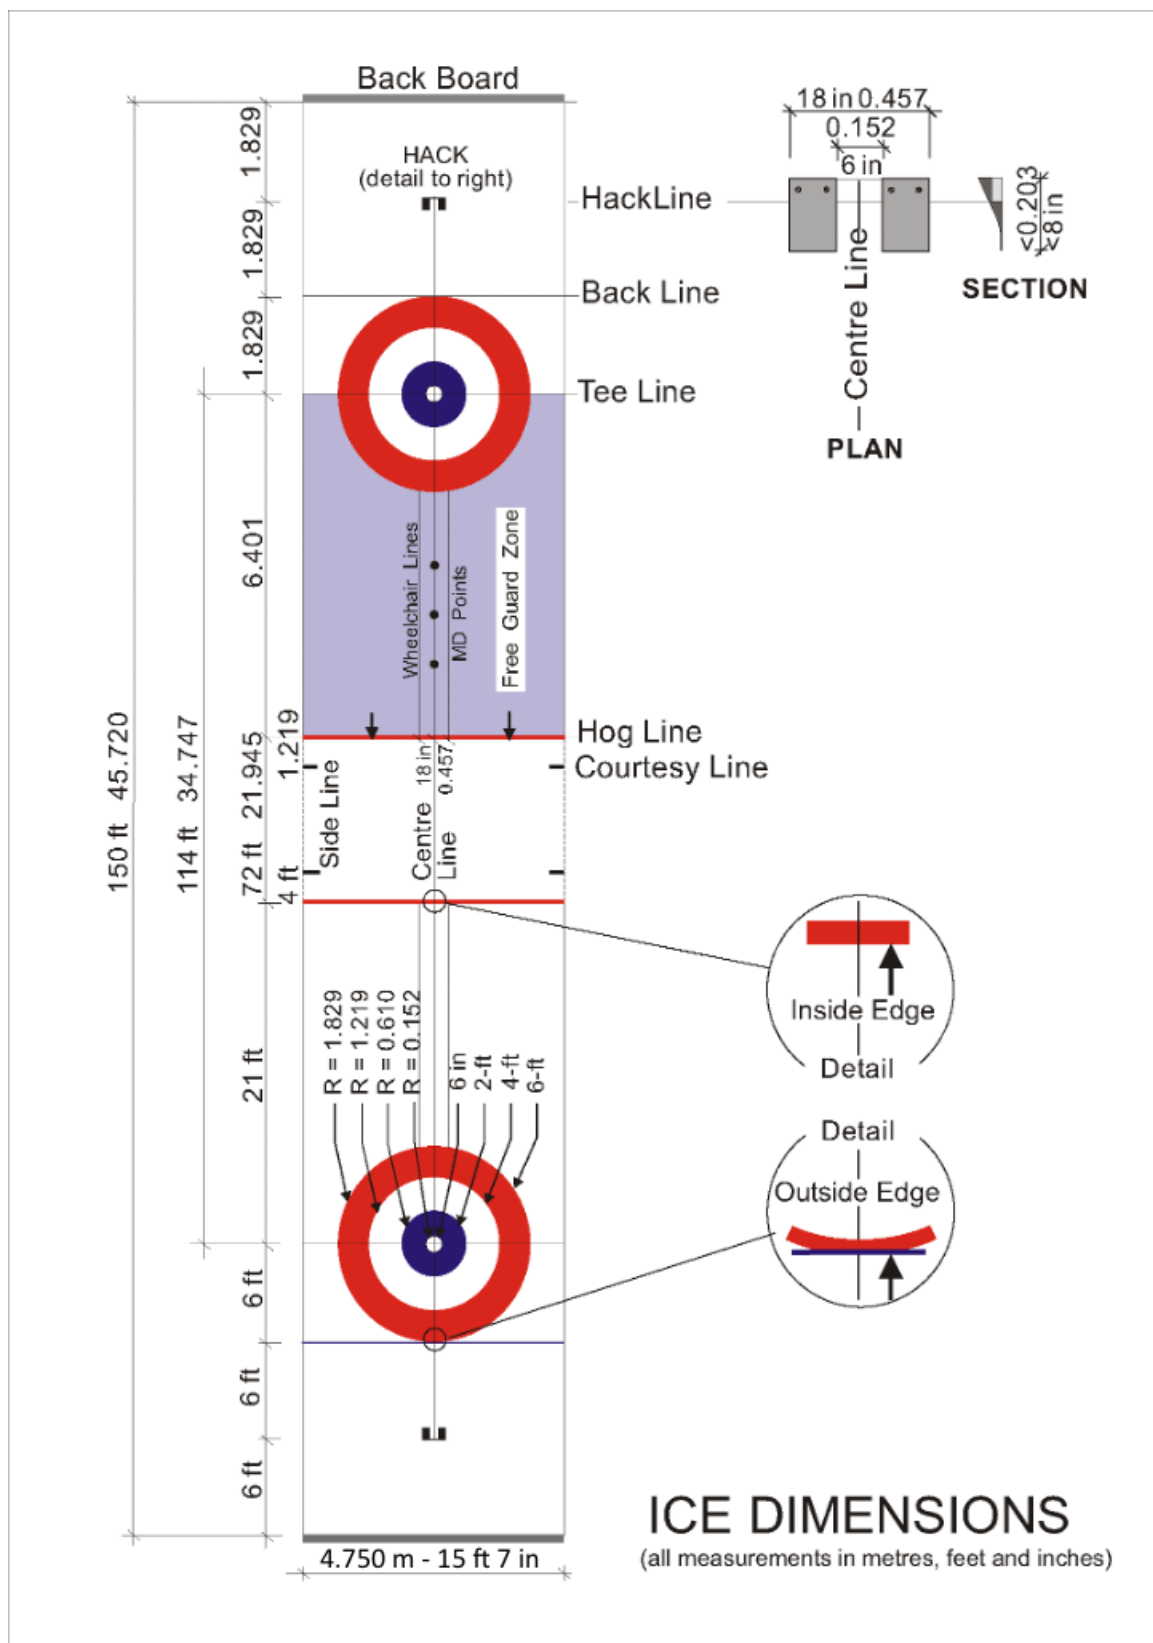 Back Board
18 in 0.457
0.152
6 in
1.829
HACK
(detail to right)
HackLine
<0.203
<8 in
1.829
Back Line
SECTION
Centre Line
1.829
Tee Line
PLAN
6.401
Wheelchair Lines
MD Points
Free Guard Zone
150 ft 45.720
114 ft 34.747
72 ft 21.945
1.219
4 ft
Hog Line
Courtesy Line
Side Line
18 in
0.457
Centre
Line
Inside Edge
Detail
21 ft
R = 1.829
R = 1.219
R = 0.610
R = 0.152
6 in
2-ft
4-ft
6-ft
Detail
Outside Edge
6 ft
6 ft
6 ft
ICE DIMENSIONS
(all measurements in metres, feet and inches)
4.750 m - 15 ft 7 in